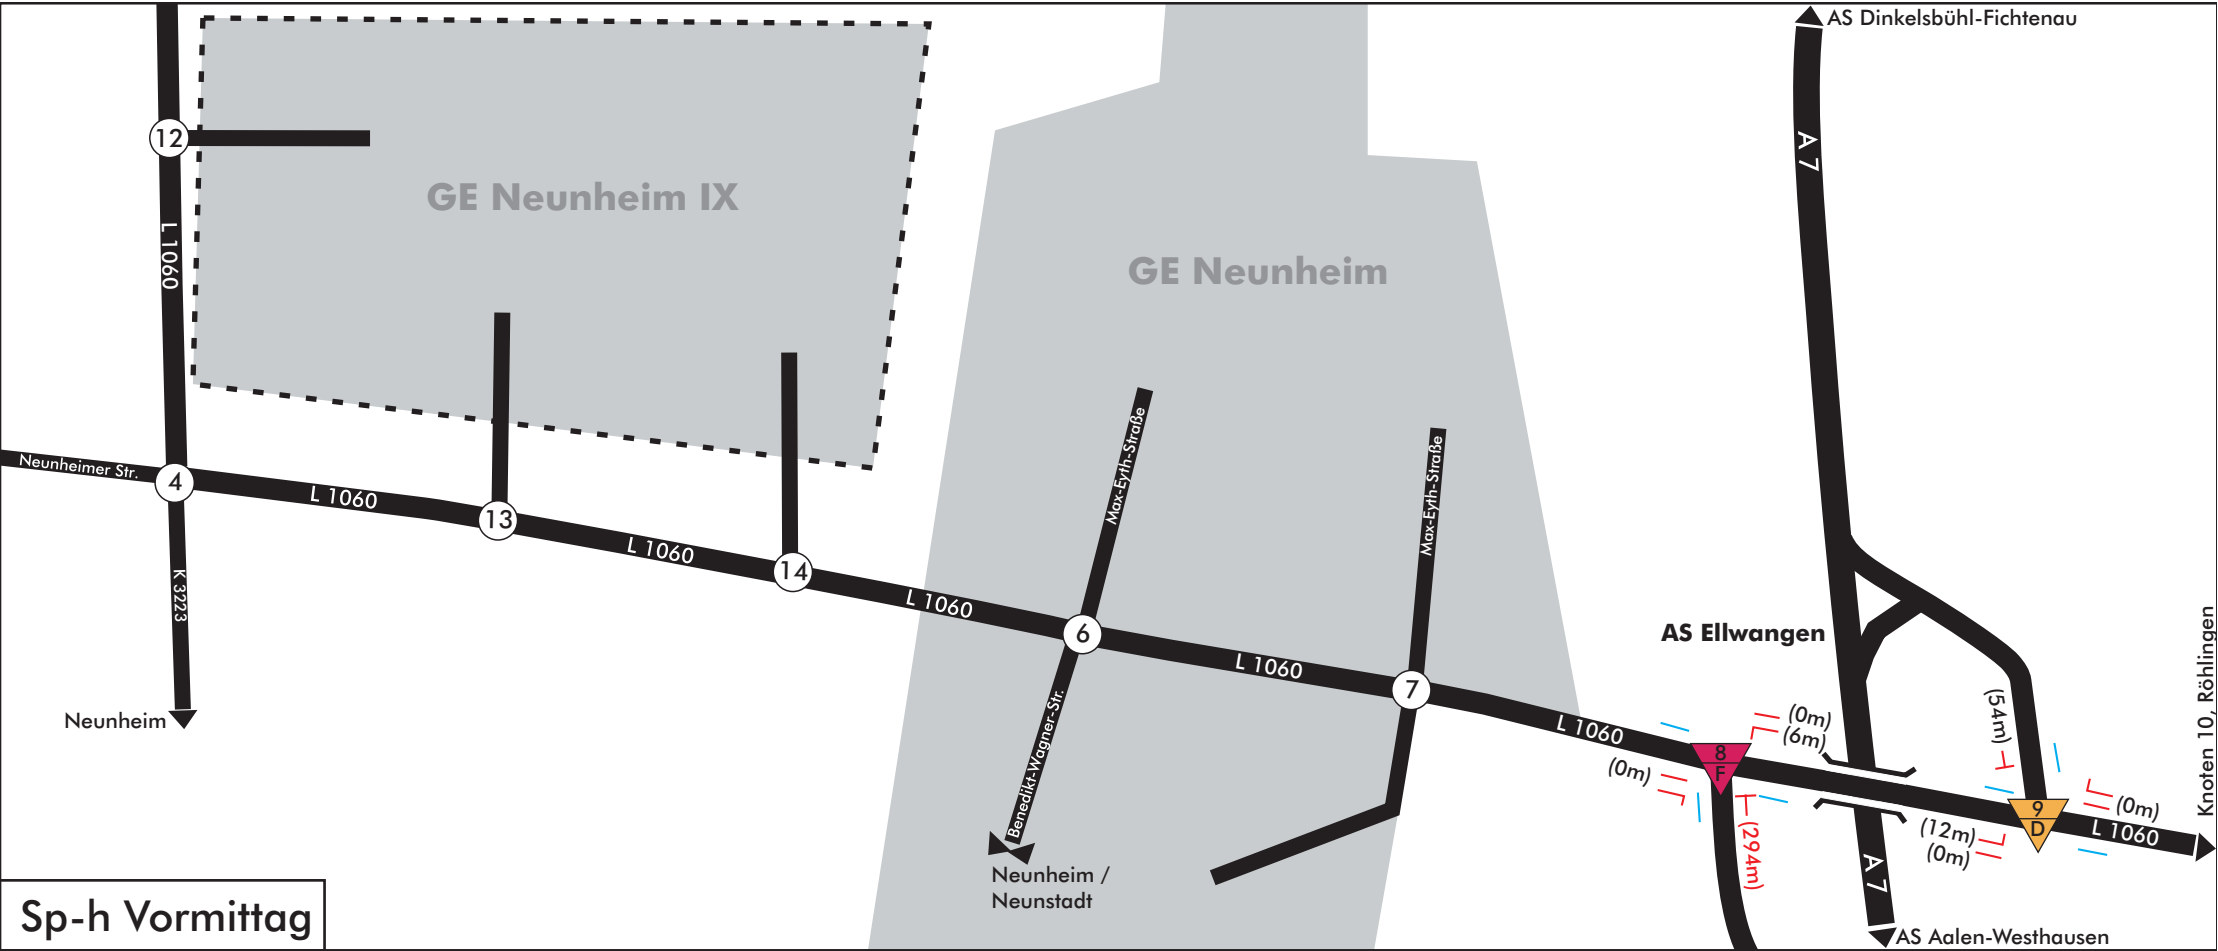 AS Dinkelsbühl-Fichtenau
12
A 7
GE Neunheim IX
L 1060
GE Neunheim
Max-Eyth-Straße
Max-Eyth-Straße
Neunheimer Str.
4
L 1060
13
L 1060
14
L 1060
K 3223
6
L 1060
AS Ellwangen
7
Neunheim
L 1060
Benedikt-Wagner-Str.
(0m)
(6m)
(0m)
8
F
(54m)
Knoten 10, Röhlingen
(0m)
9
D
L 1060
(12m)
(0m)
(294m)
A 7
Neunheim /
Neunstadt
Sp-h Vormittag
AS Aalen-Westhausen